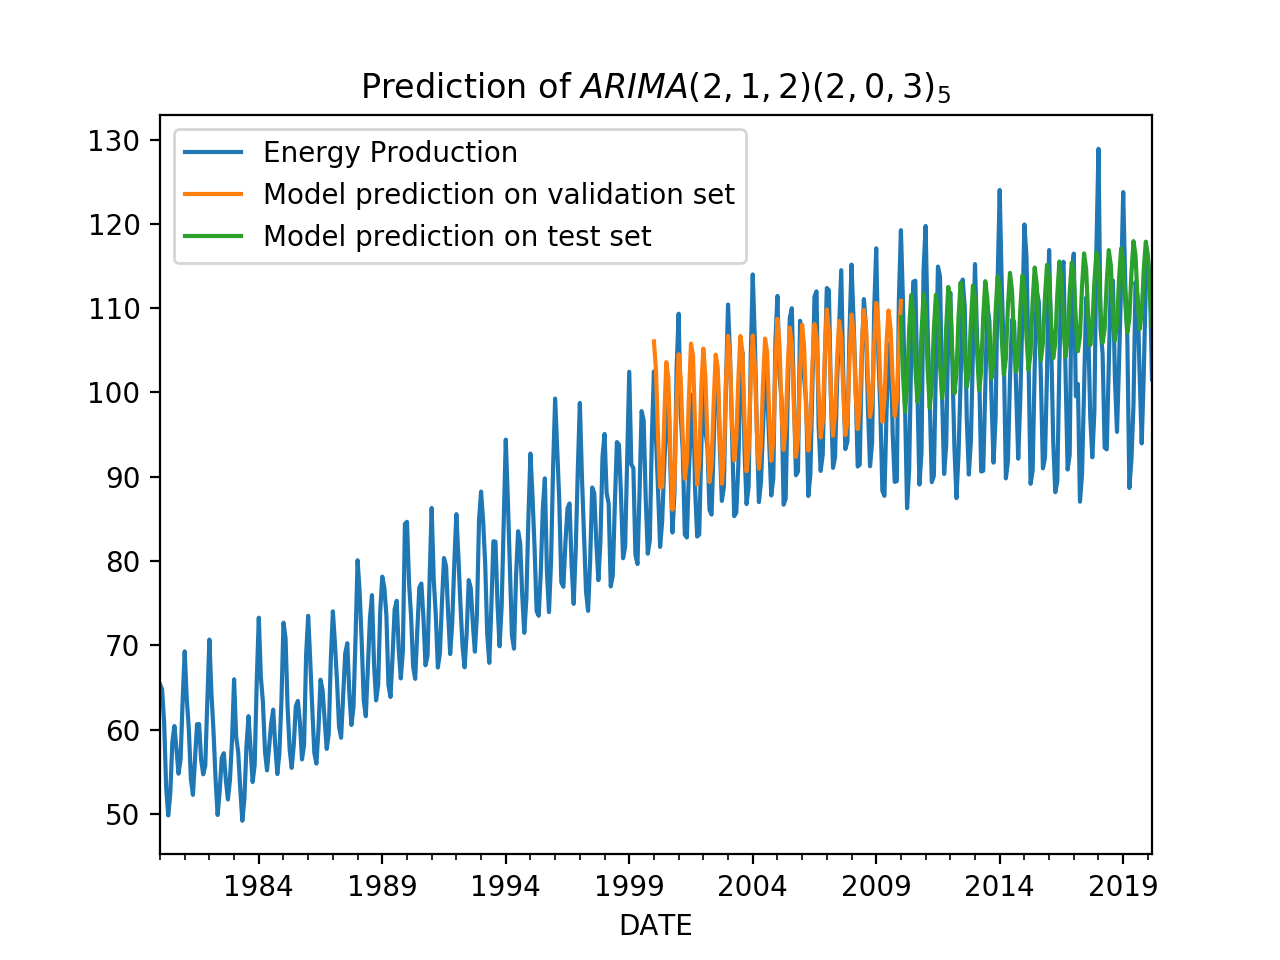 Prediction of ARIMA(2, 1, 2)(2, 0, 3)₅
Energy Production
Model prediction on validation set
Model prediction on test set
130
120
110
100
90
80
70
60
50
1984 1989 1994 1999 2004 2009 2014 2019
DATE